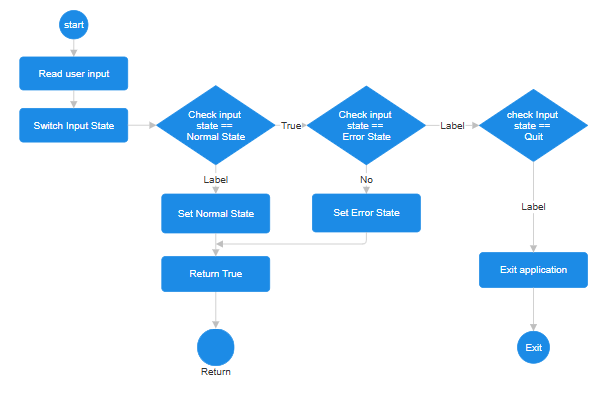 start
Read user input
Switch Input State
Check input
state ==
Normal State
True
Check input
state ==
Error State
Label
check Input
state ==
Quit
Label
No
Set Normal State
Set Error State
Label
Return True
Exit application
Return
Exit